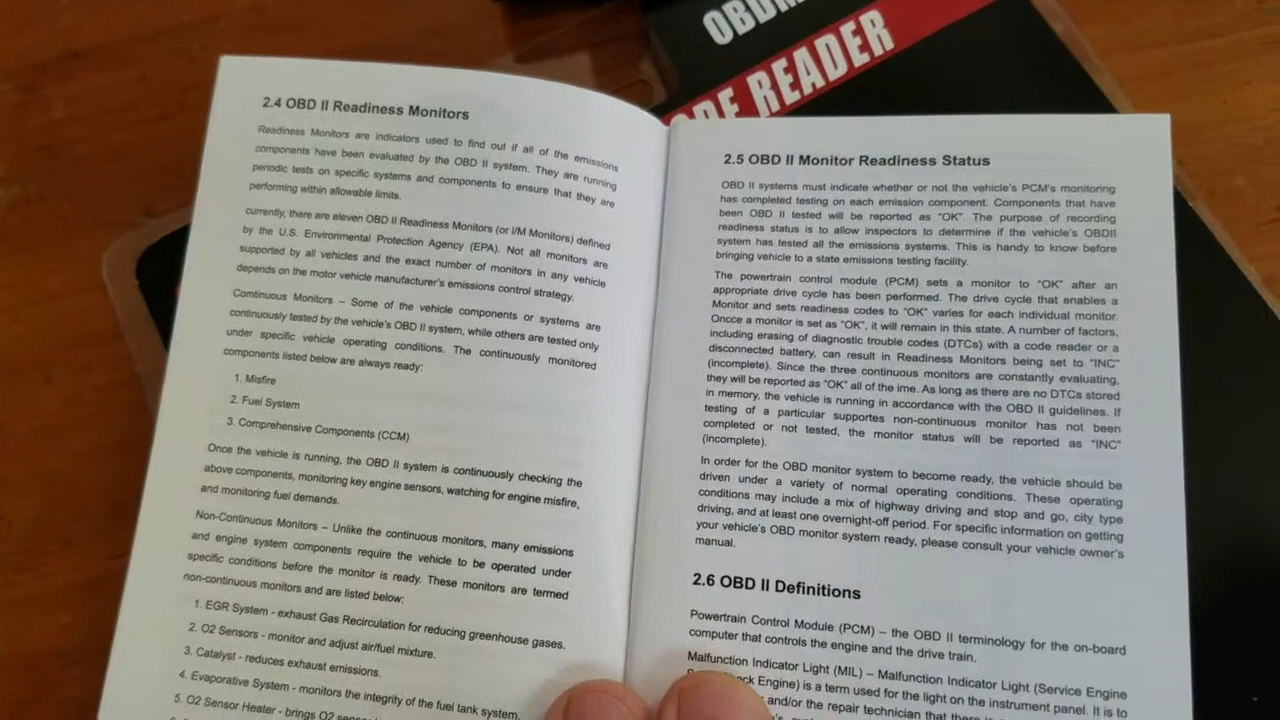 OBDM
DE READER
2.4 OBD II Readiness Monitors
Readiness Monitors are indicators used to find out if all of the emissions
components have been evaluated by the OBD II system. They are running
periodic tests on specific systems and components to ensure that they are
performing within allowable limits.
currently, there are eleven OBD II Readiness Monitors (or I/M Monitors) defined
by the U.S. Environmental Protection Agency (EPA). Not all monitors are
supported by all vehicles and the exact number of monitors in any vehicle
depends on the motor vehicle manufacturer's emissions control strategy.
Comtinuous Monitors – Some of the vehicle components or systems are
continuously tested by the vehicle's OBD II system, while others are tested only
under specific vehicle operating conditions. The continuously monitored
components listed below are always ready:
1. Misfire
2. Fuel System
3. Comprehensive Components (CCM)
Once the vehicle is running, the OBD II system is continuously checking the
above components, monitoring key engine sensors, watching for engine misfire,
and monitoring fuel demands.
Non-Continuous Monitors – Unlike the continuous monitors, many emissions
and engine system components require the vehicle to be operated under
specific conditions before the monitor is ready. These monitors are termed
non-continuous monitors and are listed below:
1. EGR System - exhaust Gas Recirculation for reducing greenhouse gases.
2. O2 Sensors - monitor and adjust air/fuel mixture.
3. Catalyst - reduces exhaust emissions.
4. Evaporative System - monitors the integrity of the fuel tank system.
5. O2 Sensor Heater - brings O2
2.5 OBD II Monitor Readiness Status
OBD II systems must indicate whether or not the vehicle's PCM's monitoring
has completed testing on each emission component. Components that have
been OBD II tested will be reported as "OK". The purpose of recording
readiness status is to allow inspectors to determine if the vehicle's OBDII
system has tested all the emissions systems. This is handy to know before
bringing vehicle to a state emissions testing facility.
The powertrain control module (PCM) sets a monitor to "OK" after an
appropriate drive cycle has been performed. The drive cycle that enables a
Monitor and sets readiness codes to "OK" varies for each individual monitor.
Oncce a monitor is set as "OK", it will remain in this state. A number of factors,
including erasing of diagnostic trouble codes (DTCs) with a code reader or a
disconnected battery, can result in Readiness Monitors being set to "INC"
(incomplete). Since the three continuous monitors are constantly evaluating,
they will be reported as "OK" all of the ime. As long as there are no DTCs stored
in memory, the vehicle is running in accordance with the OBD II guidelines. If
testing of a particular supportes non-continuous monitor has not been
completed or not tested, the monitor status will be reported as "INC"
(incomplete).
In order for the OBD monitor system to become ready, the vehicle should be
driven under a variety of normal operating conditions. These operating
conditions may include a mix of highway driving and stop and go, city type
driving, and at least one overnight-off period. For specific information on getting
your vehicle's OBD monitor system ready, please consult your vehicle owner's
manual.
2.6 OBD II Definitions
Powertrain Control Module (PCM) – the OBD II terminology for the on-board
computer that controls the engine and the drive train.
Malfunction Indicator Light (MIL) – Malfunction Indicator Light (Service Engine
Engine) is a term used for the light on the instrument panel. It is to
and/or the repair technician that there